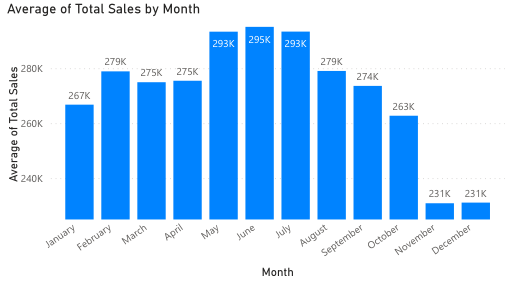 Average of Total Sales by Month
Average of Total Sales
280K
260K
240K
267K
279K
275K
275K
293K
295K
293K
279K
274K
263K
231K
231K
January
February
March
April
May
June
July
August
September
October
November
December
Month